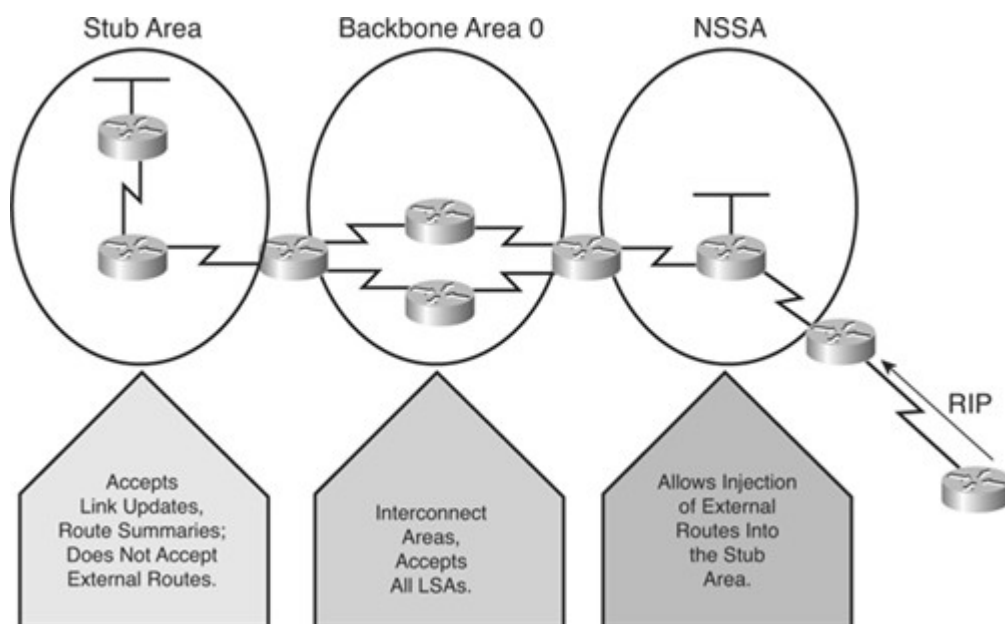 Stub Area
Backbone Area 0
NSSA
RIP
Accepts
Link Updates,
Route Summaries;
Does Not Accept
External Routes.
Interconnect
Areas,
Accepts
All LSAs.
Allows Injection
of External
Routes Into
the Stub
Area.